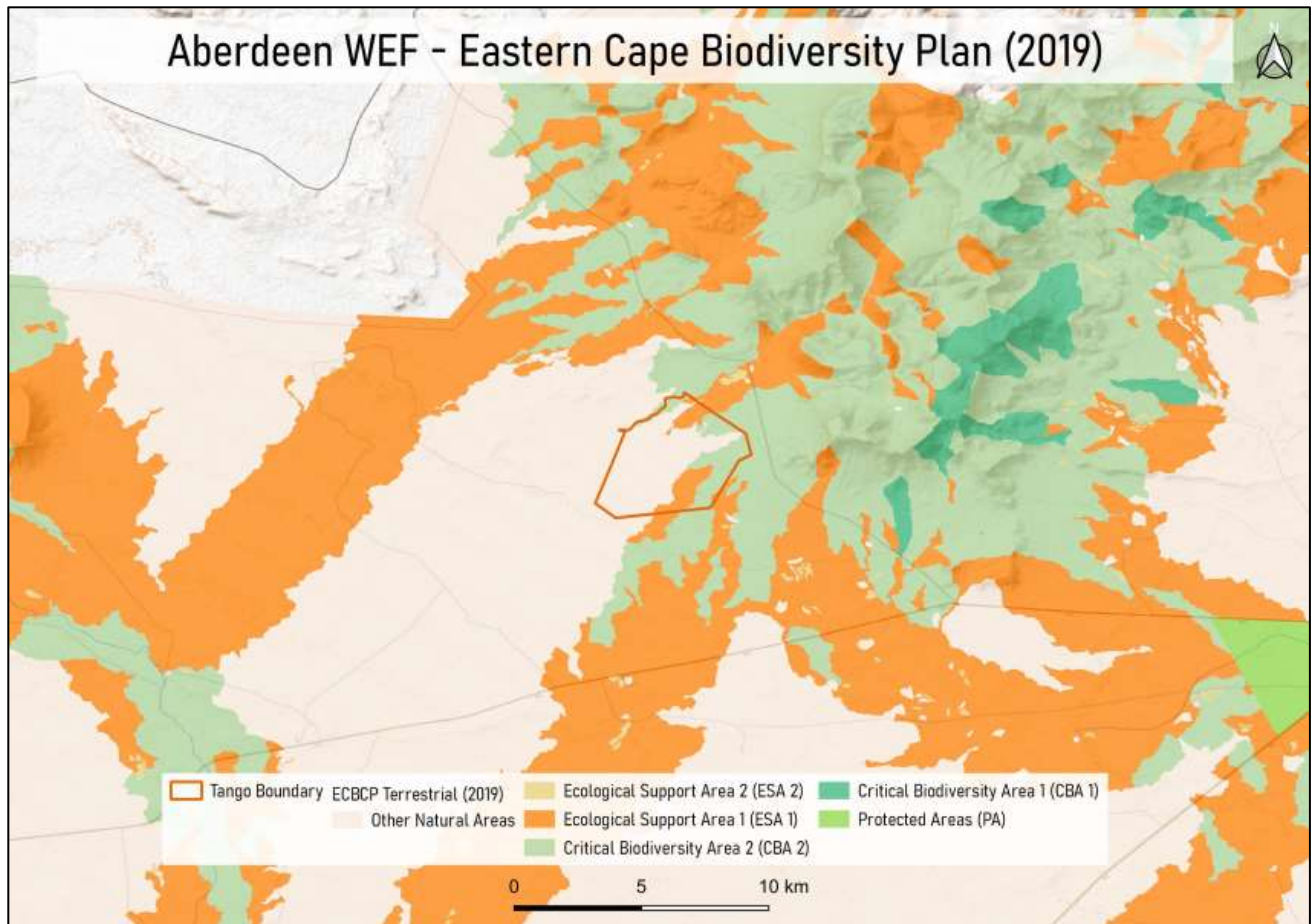 Aberdeen WEF - Eastern Cape Biodiversity Plan (2019)
N
Tango Boundary
ECBCP Terrestrial (2019)
Other Natural Areas
Ecological Support Area 2 (ESA 2)
Ecological Support Area 1 (ESA 1)
Critical Biodiversity Area 2 (CBA 2)
Critical Biodiversity Area 1 (CBA 1)
Protected Areas (PA)
0 5 10 km